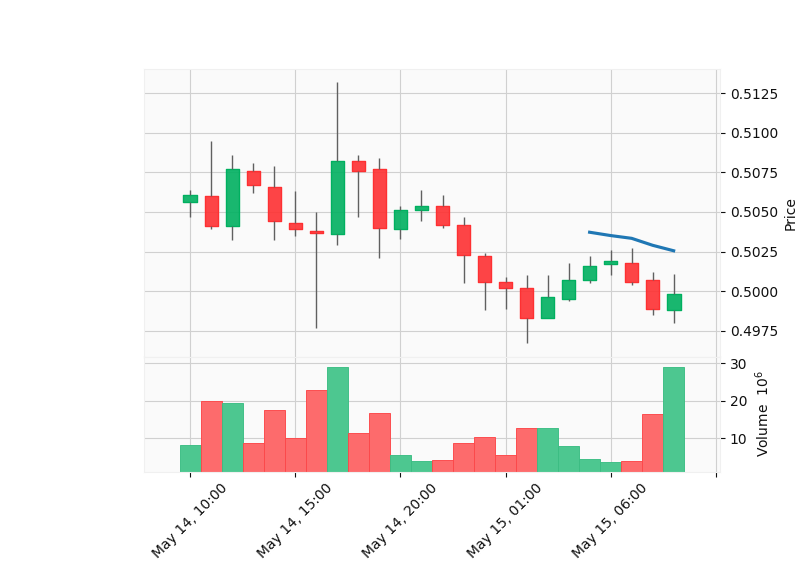 0.5125
0.5100
0.5075
0.5050
0.5025
0.5000
0.4975
Price
30
20
10
Volume 10⁶
May 14, 10:00
May 14, 15:00
May 14, 20:00
May 15, 01:00
May 15, 06:00